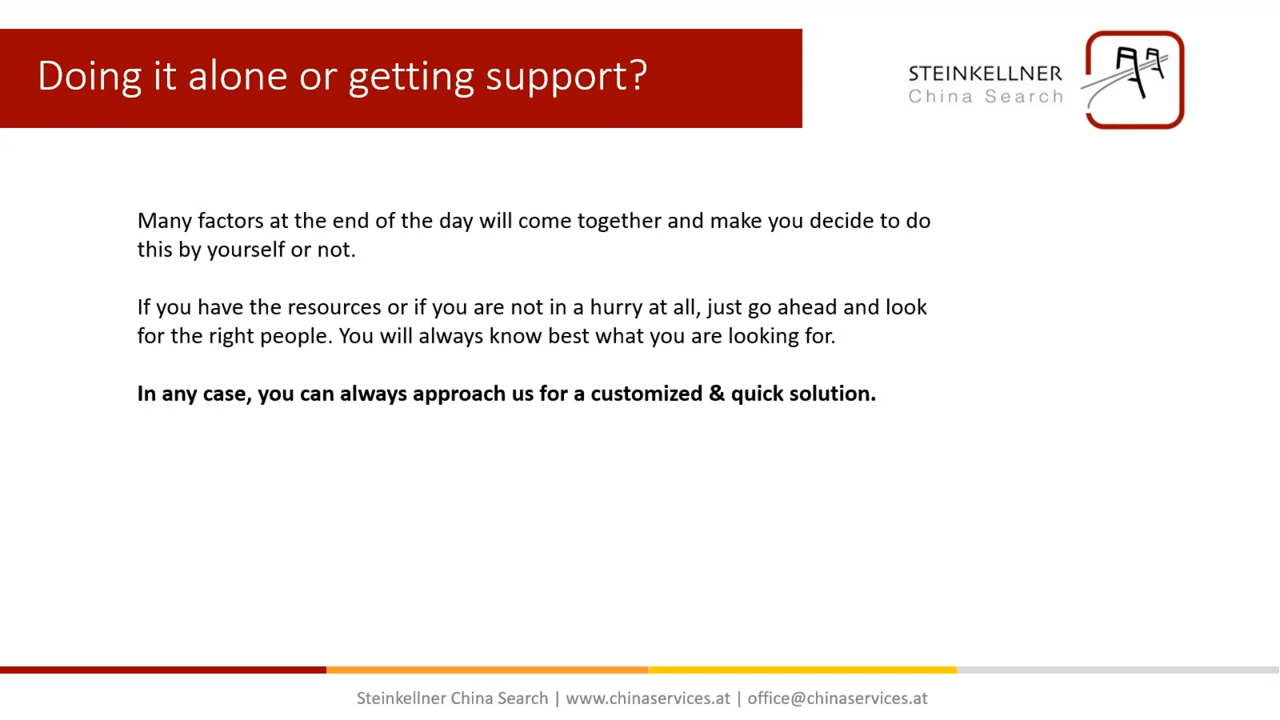 Doing it alone or getting support?
STEINKELLNER
China Search
Many factors at the end of the day will come together and make you decide to do
this by yourself or not.
If you have the resources or if you are not in a hurry at all, just go ahead and look
for the right people. You will always know best what you are looking for.
In any case, you can always approach us for a customized & quick solution.
Steinkellner China Search | www.chinaservices.at | office@chinaservices.at